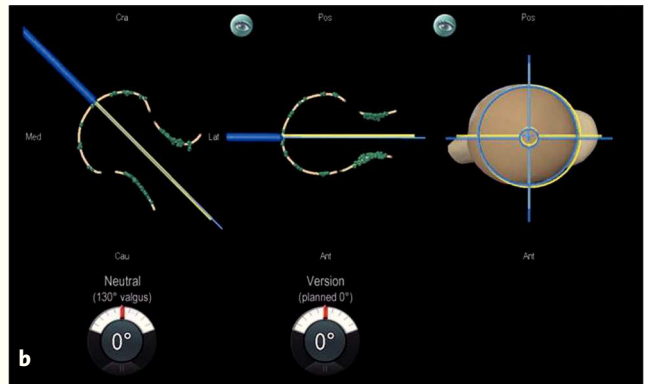 Cra
Pos
Pos
Med
Lat
Cau
Ant
Ant
Neutral
(130° valgus)
0°
Version
(planned 0°)
0°
b